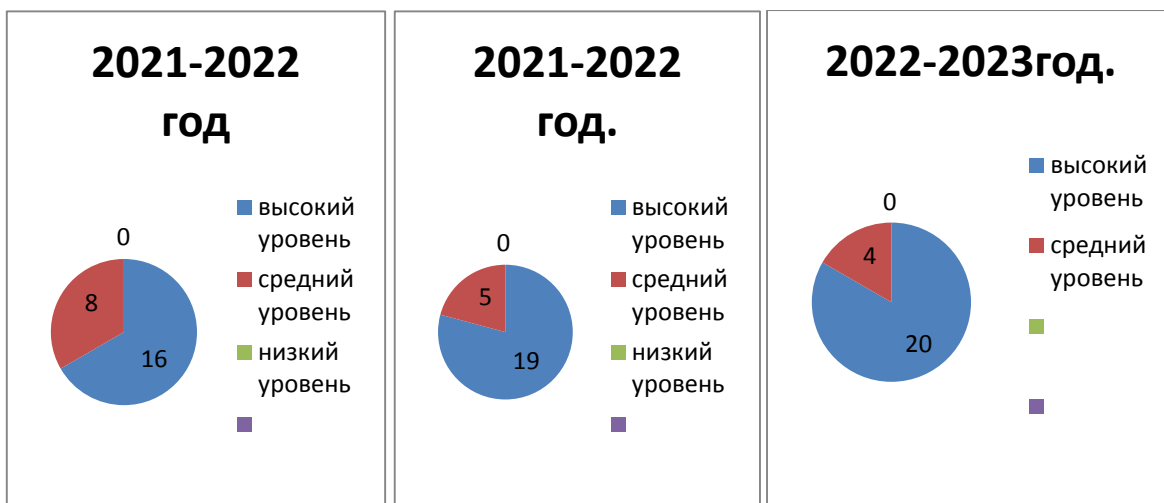 2021-2022
год
0
8
16
высокий
уровень
средний
уровень
низкий
уровень
2021-2022
год.
0
5
19
высокий
уровень
средний
уровень
низкий
уровень
2022-2023год.
0
4
20
высокий
уровень
средний
уровень